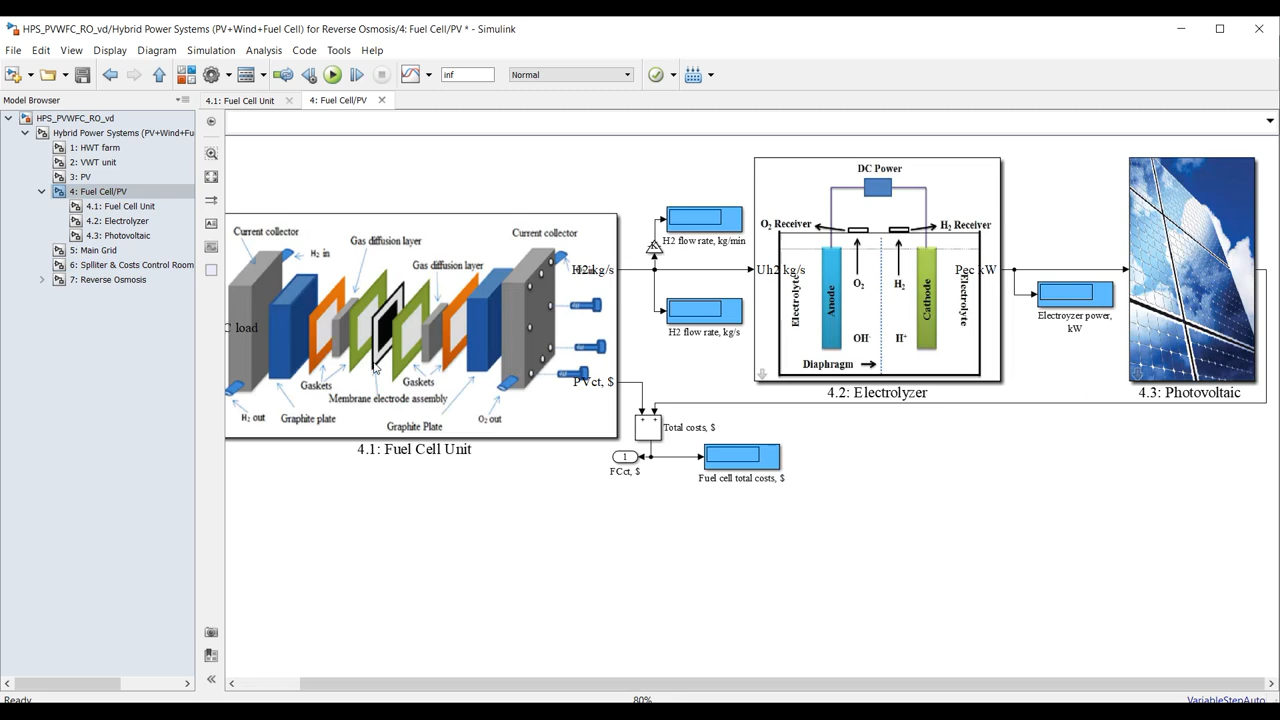 HPS_PVWFC_RO_vd/Hybrid Power Systems (PV+Wind+Fuel Cell) for Reverse Osmosis/4: Fuel Cell/PV * - Simulink
File Edit View Display Diagram Simulation Analysis Code Tools Help
inf Normal
Model Browser
4.1: Fuel Cell Unit
4: Fuel Cell/PV
HPS_PVWFC_RO_vd
Hybrid Power Systems (PV+Wind+Fu
1: HWT farm
2: VWT unit
3: PV
4: Fuel Cell/PV
4.1: Fuel Cell Unit
4.2: Electrolyzer
4.3: Photovoltaic
5: Main Grid
6: Spliiter & Costs Control Room
7: Reverse Osmosis
Current collector
H2 in
Gas diffusion layer
Gas diffusion layer
Current collector
C load
Gaskets
Gaskets
Membrane electrode assembly
H2 out
Graphite plate
Graphite Plate
O2 out
kg/s
PVct, $
4.1: Fuel Cell Unit
H2 flow rate, kg/min
H2 flow rate, kg/s
Total costs, $
1
FCct, $
Fuel cell total costs, $
DC Power
O2 Receiver
H2 Receiver
Uh2 kg/s
Electrolyte
Anode
O2
H2
OH-
H+
Cathode
Electrolyte
Diaphragm
kW
4.2: Electrolyzer
Electroyzer power,
kW
4.3: Photovoltaic
Ready
80%
VariableStepAuto